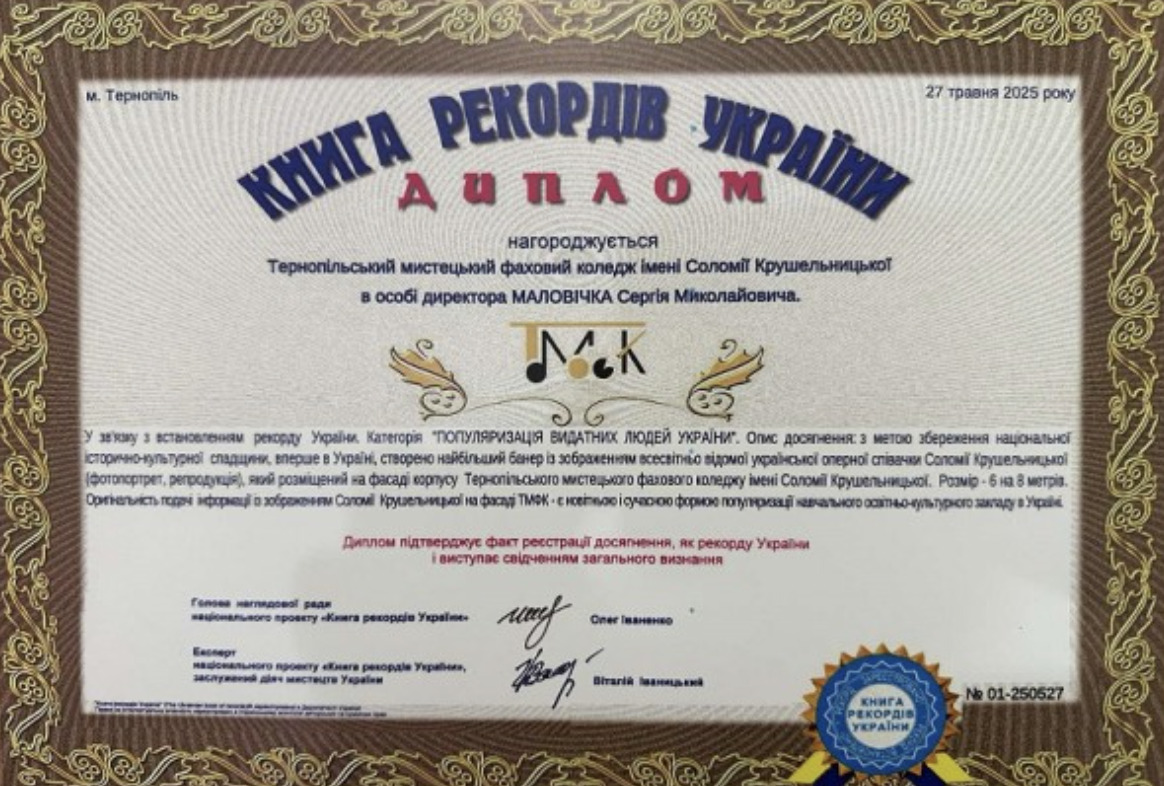 м. Тернопіль
27 травня 2025 року
КНИГА РЕКОРДІВ УКРАЇНИ
ДИПЛОМ
нагороджується
Тернопільський мистецький фаховий коледж імені Соломії Крушельницької
в особі директора МАЛОВІЧКА Сергія Миколайовича.
ТМФК
У зв'язку з встановленням рекорду України. Категорія "ПОПУЛЯРИЗАЦІЯ ВИДАТНИХ ЛЮДЕЙ УКРАЇНИ". Опис досягнення: з метою збереження національної
історично-культурної спадщини, вперше в Україні, створено найбільший банер із зображенням всесвітньо відомої української оперної співачки Соломії Крушельницької
(фотопортрет, репродукція), який розміщений на фасаді корпусу Тернопільського мистецького фахового коледжу імені Соломії Крушельницької. Розмір - 6 на 8 метрів.
Оригінальність подачі інформації із зображенням Соломії Крушельницької на фасаді ТМФК - є новітньою і сучасною формою популяризації навчального освітньо-культурного закладу в Україні.
Диплом підтверджує факт реєстрації досягнення, як рекорду України
і виступає свідченням загального визнання
Голова наглядової ради
національного проекту «Книга рекордів України»
Олег Іваненко
Експерт
національного проекту «Книга рекордів України»,
заслужений діяч мистецтв України
Віталій Іваницький
КНИГА
РЕКОРДІВ
УКРАЇНИ
№ 01-250527